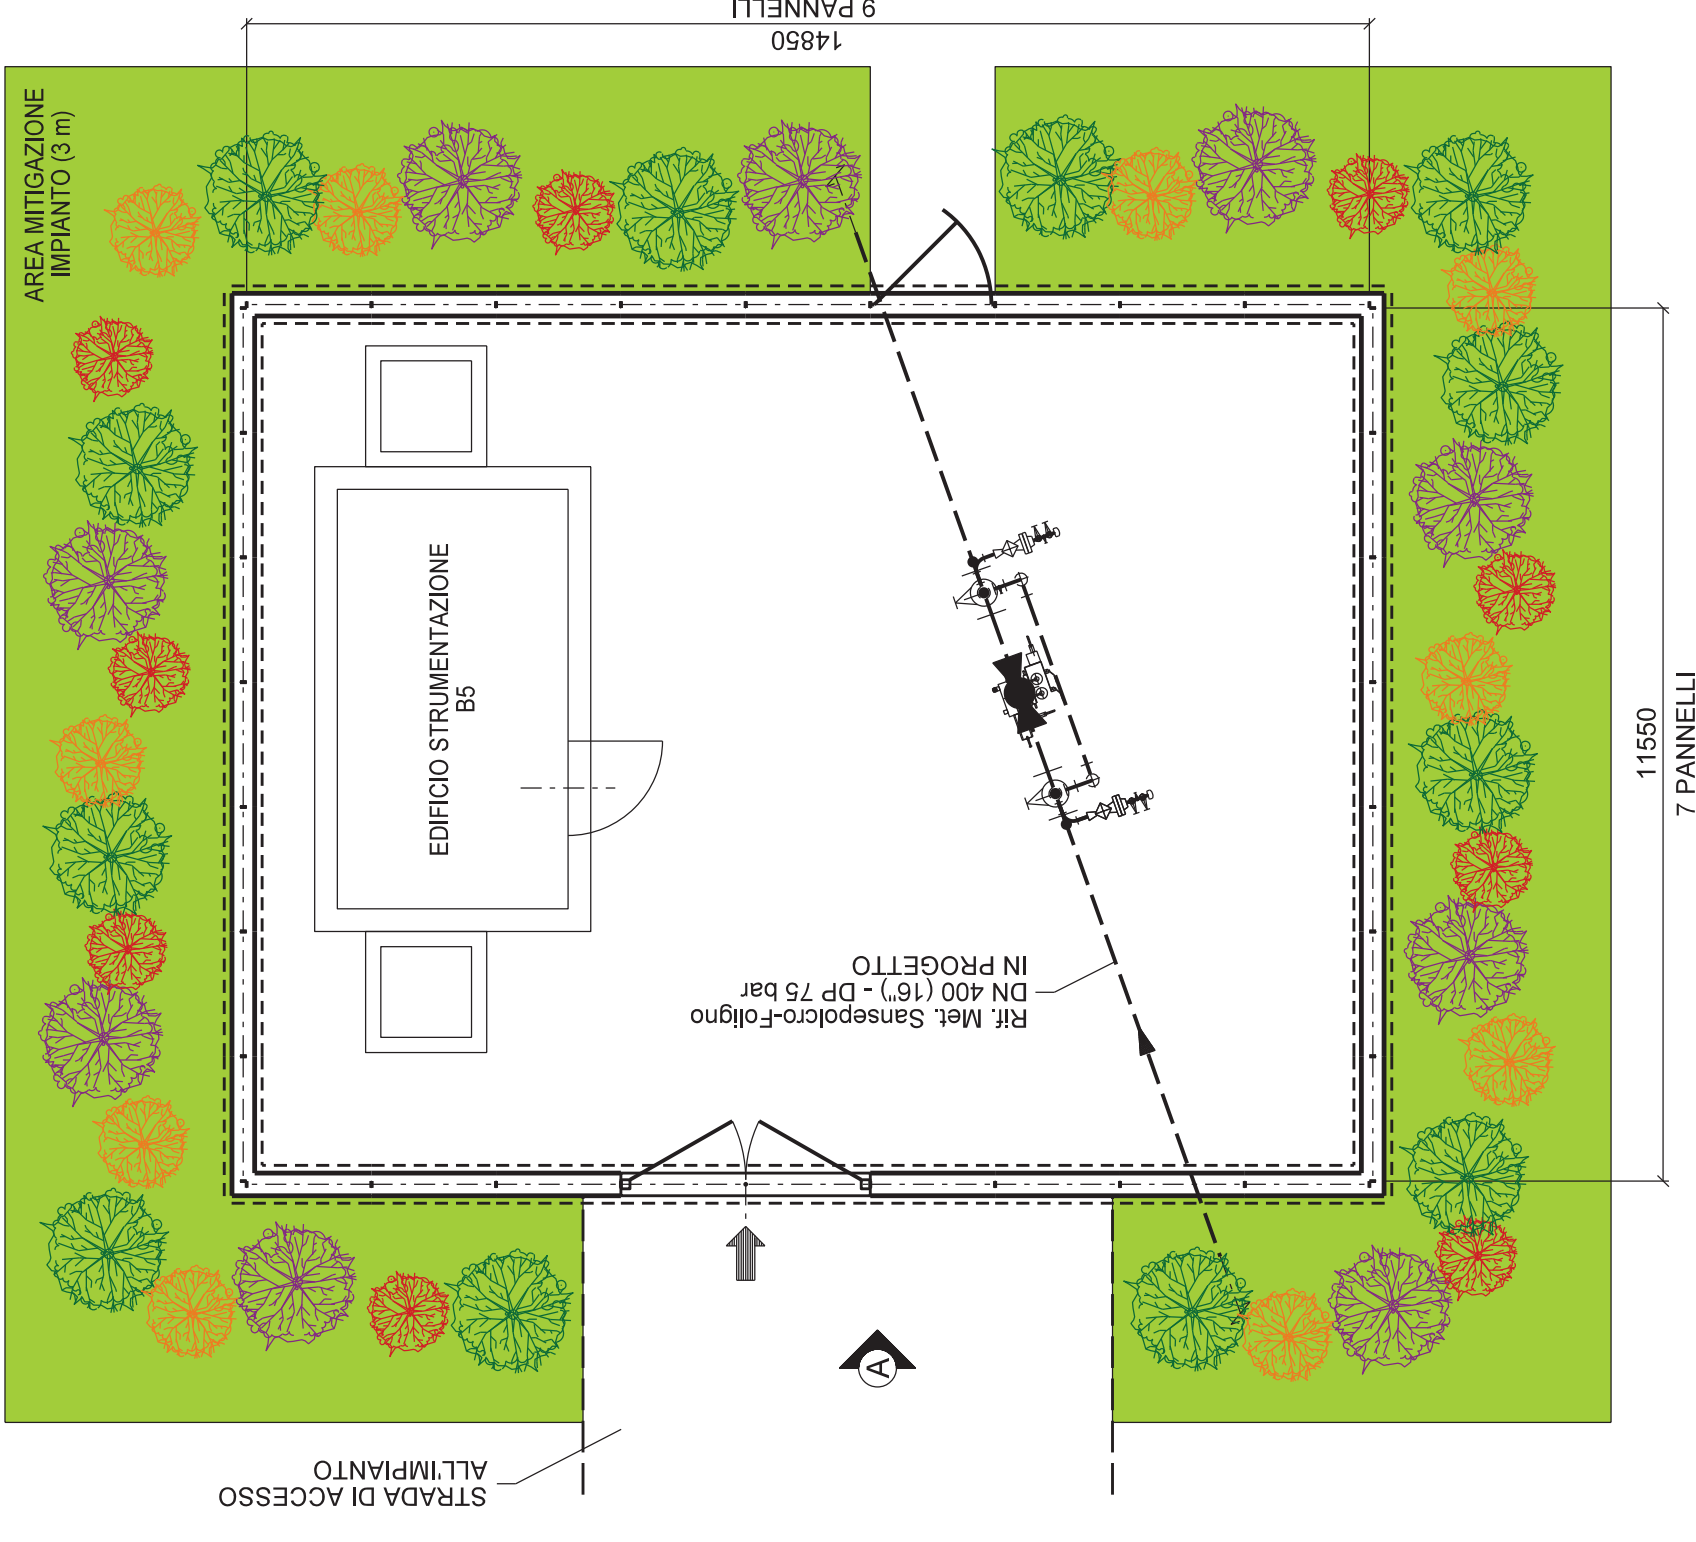 9 PANNELLI
14850
AREA MITIGAZIONE
IMPIANTO (3 m)
EDIFICIO STRUMENTAZIONE
B5
Rif. Met. Sansepolcro-Foligno
DN 400 (16") - DP 75 bar
IN PROGETTO
11550
7 PANNELLI
A
STRADA DI ACCESSO
ALL'IMPIANTO